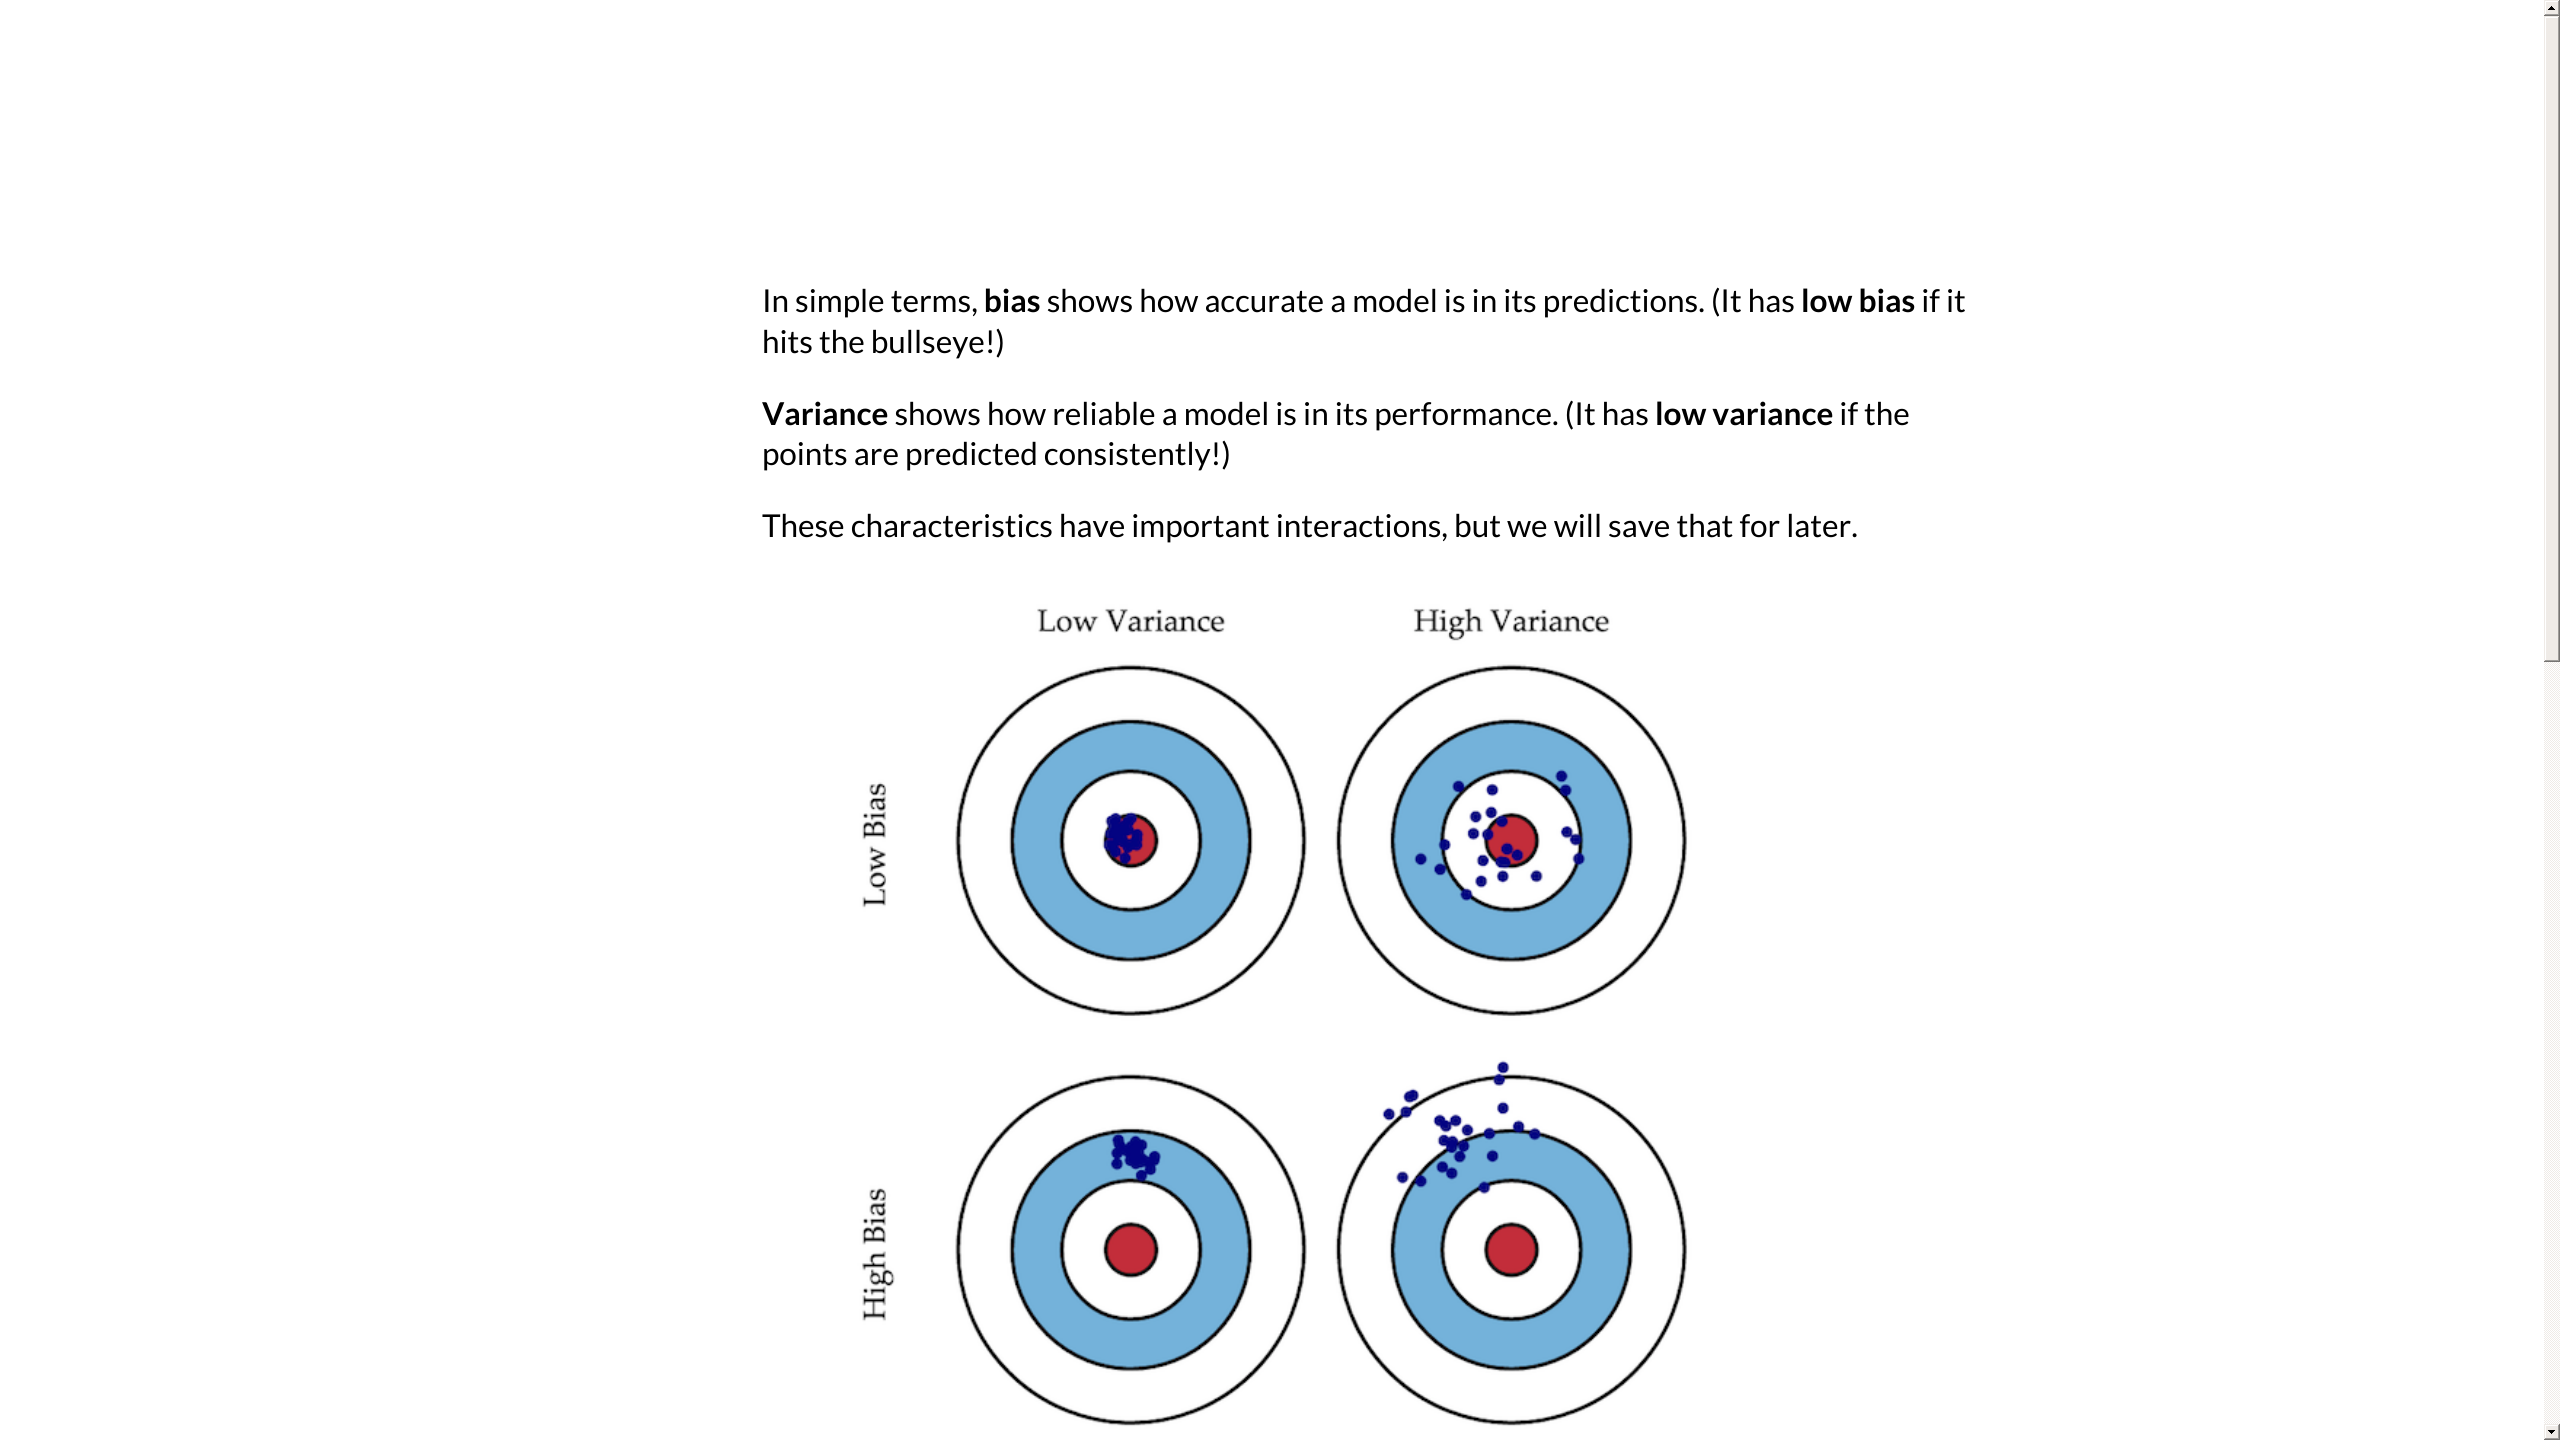 In simple terms, bias shows how accurate a model is in its predictions. (It has low bias if it
hits the bullseye!)
Variance shows how reliable a model is in its performance. (It has low variance if the
points are predicted consistently!)
These characteristics have important interactions, but we will save that for later.
Low Variance
High Variance
Low Bias
High Bias